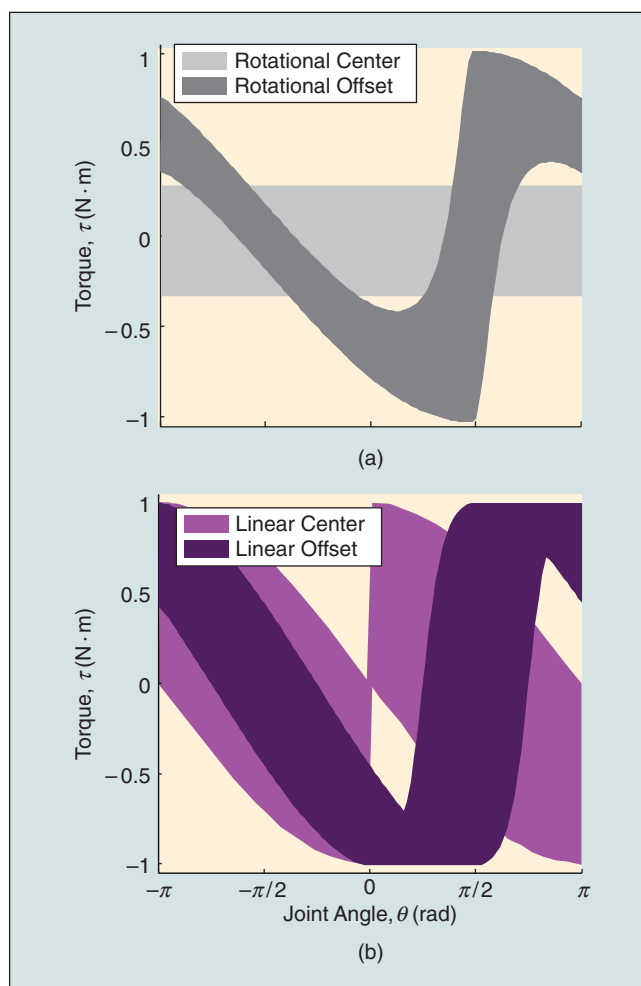 1
Rotational Center
Rotational Offset
0.5
0
−0.5
−1
Torque, τ (N · m)
(a)
1
Linear Center
Linear Offset
0.5
0
−0.5
−1
Torque, τ (N · m)
−π
−π/2
0
π/2
π
Joint Angle, θ (rad)
(b)